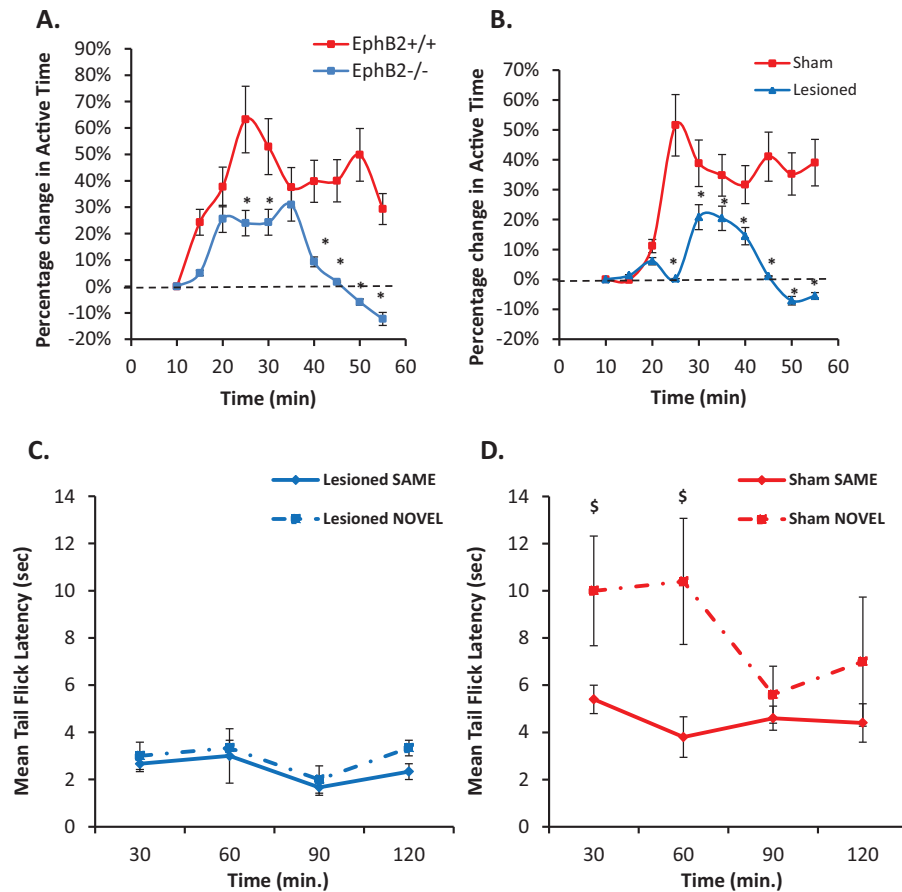 A.
EphB2+/+
EphB2-/-
Percentage change in Active Time
90%
80%
70%
60%
50%
40%
30%
20%
10%
0%
-10%
-20%
* * * * * *
0 10 20 30 40 50 60
Time (min)
B.
Sham
Lesioned
Percentage change in Active Time
70%
60%
50%
40%
30%
20%
10%
0%
-10%
-20%
* * * * * * *
0 10 20 30 40 50 60
Time (min)
C.
Lesioned SAME
Lesioned NOVEL
Mean Tail Flick Latency (sec)
14
12
10
8
6
4
2
0
30 60 90 120
Time (min.)
D.
Sham SAME
Sham NOVEL
Mean Tail Flick Latency (sec)
14
12
10
8
6
4
2
0
$ $
30 60 90 120
Time (min.)